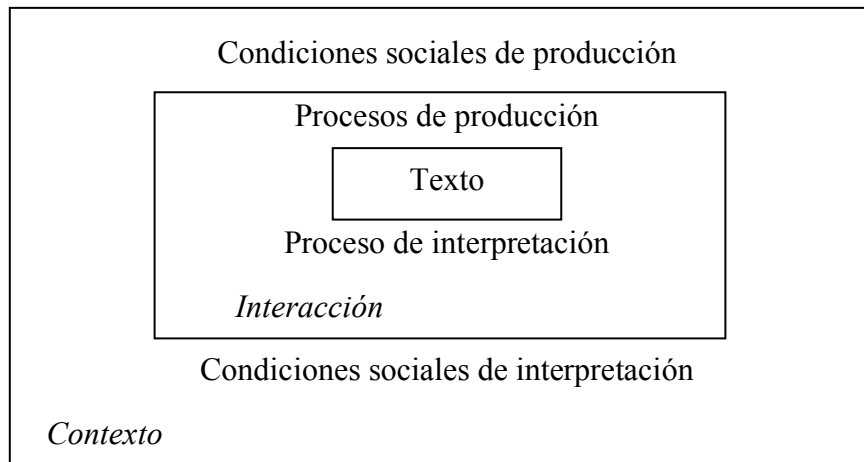 Condiciones sociales de producción
Procesos de producción
Texto
Proceso de interpretación
Interacción
Condiciones sociales de interpretación
Contexto